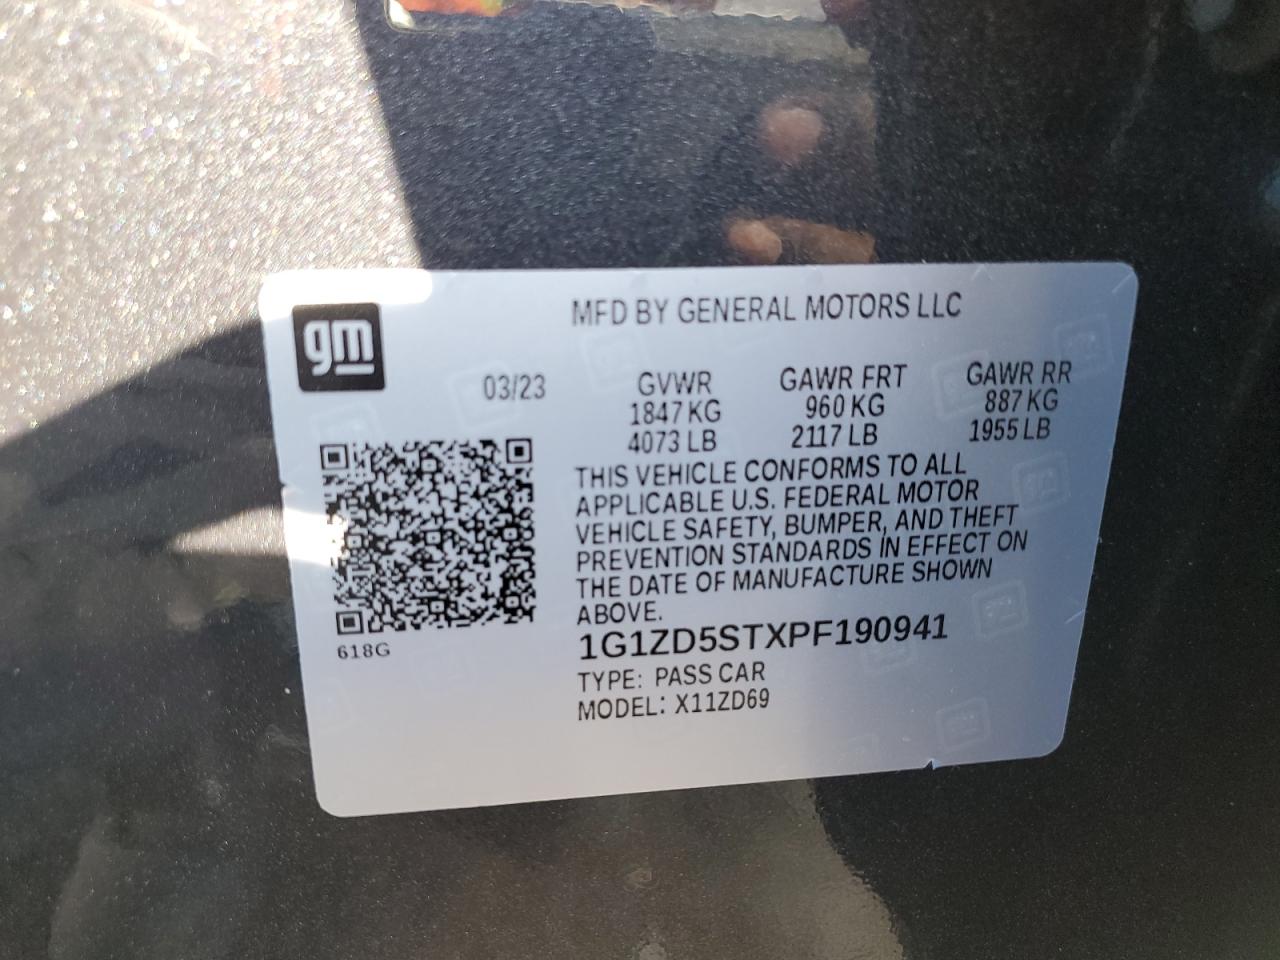 gm
MFD BY GENERAL MOTORS LLC
03/23
GVWR GAWR FRT GAWR RR
1847 KG 960 KG 887 KG
4073 LB 2117 LB 1955 LB
THIS VEHICLE CONFORMS TO ALL
APPLICABLE U.S. FEDERAL MOTOR
VEHICLE SAFETY, BUMPER, AND THEFT
PREVENTION STANDARDS IN EFFECT ON
THE DATE OF MANUFACTURE SHOWN
ABOVE.
1G1ZD5STXPF190941
TYPE: PASS CAR
MODEL: X11ZD69
618G